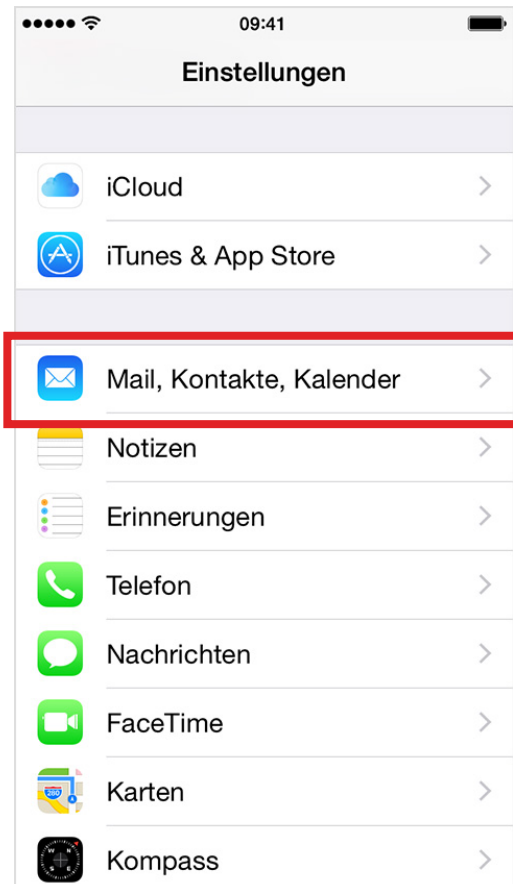 09:41
Einstellungen
iCloud
iTunes & App Store
Mail, Kontakte, Kalender
Notizen
Erinnerungen
Telefon
Nachrichten
FaceTime
Karten
Kompass